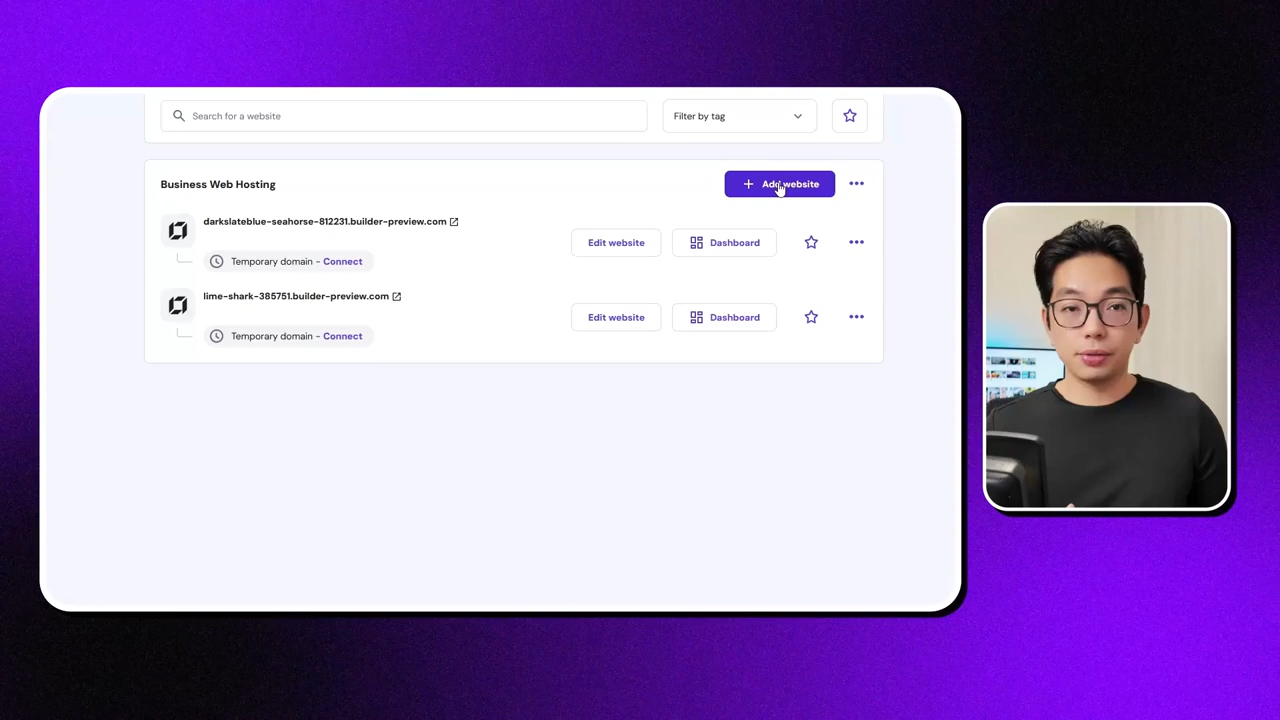 Search for a website
Filter by tag
Business Web Hosting
Add website
darkslateblue-seahorse-812231.builder-preview.com
Temporary domain - Connect
Edit website
Dashboard
lime-shark-385751.builder-preview.com
Temporary domain - Connect
Edit website
Dashboard